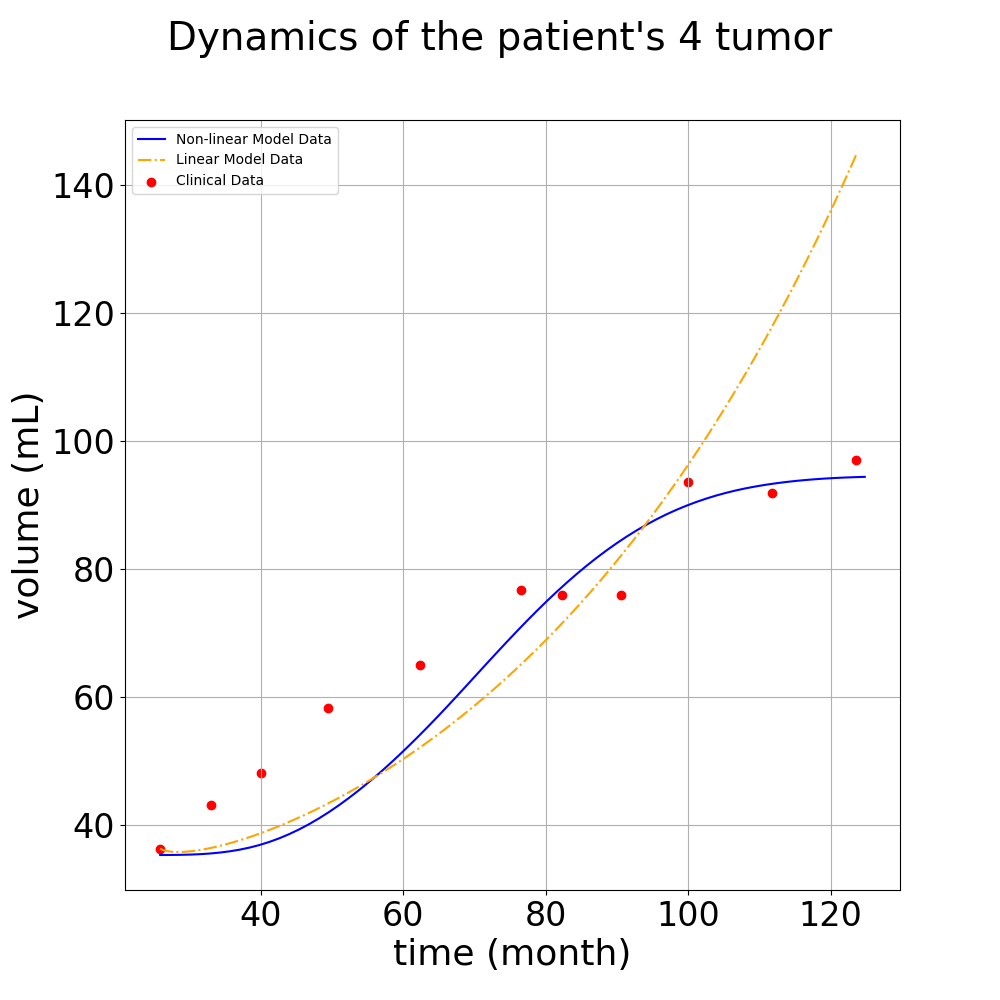 Dynamics of the patient's 4 tumor
Non-linear Model Data
Linear Model Data
Clinical Data
volume (mL)
140
120
100
80
60
40
40 60 80 100 120
time (month)